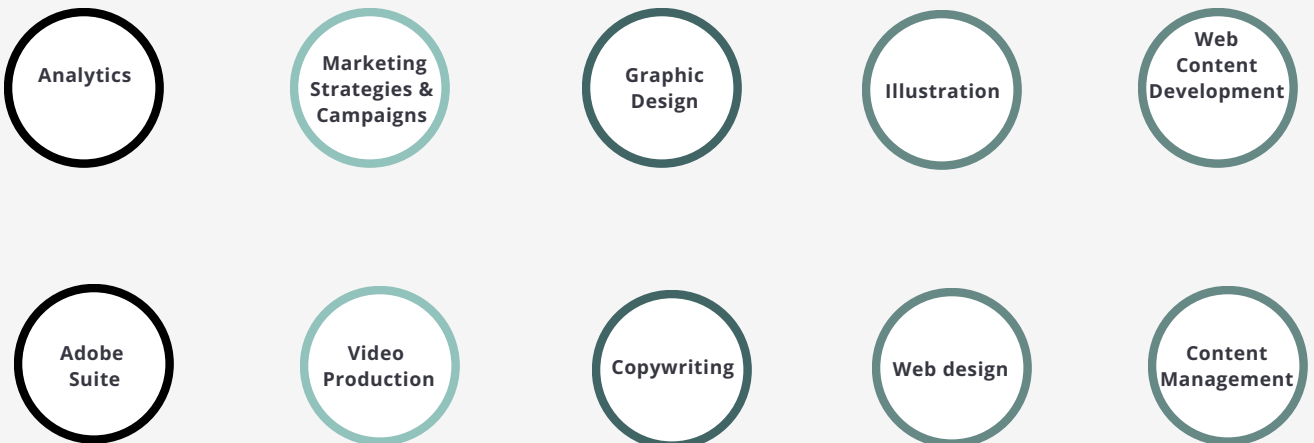 Analytics
Marketing
Strategies &
Campaigns
Graphic
Design
Illustration
Web
Content
Development
Adobe
Suite
Video
Production
Copywriting
Web design
Content
Management